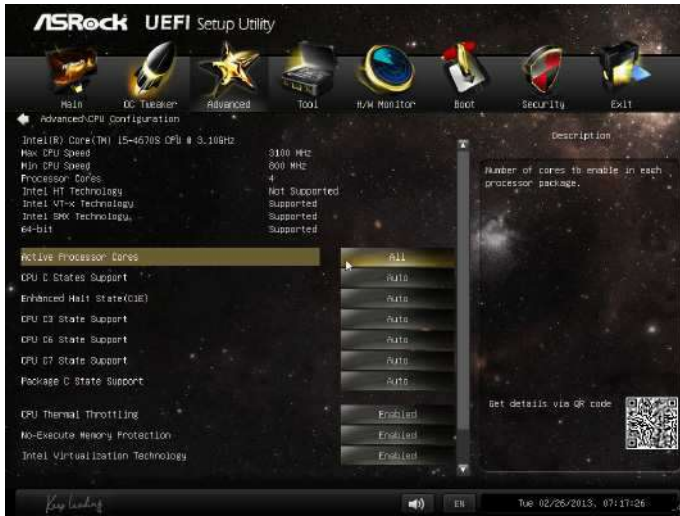 ASRock UEFI Setup Utility
Main OC Tweaker Advanced Tool H/W Monitor Boot Security Exit
Advanced\CPU Configuration
Description
Intel(R) Core(TM) i5-4670S CPU @ 3.10GHz
Max CPU Speed 3100 MHz
Min CPU Speed 800 MHz
Processor Cores 4
Intel HT Technology Not Supported
Intel VT-x Technology Supported
Intel SMX Technology Supported
64-bit Supported
Number of cores to enable in each
processor package.
Active Processor Cores All
CPU C States Support Auto
Enhanced Halt State(C1E) Auto
CPU C3 State Support Auto
CPU C6 State Support Auto
CPU C7 State Support Auto
Package C State Support Auto
CPU Thermal Throttling Enabled
No-Execute Memory Protection Enabled
Intel Virtualization Technology Enabled
Get details via QR code
Keep leading
EN
Tue 02/26/2013, 07:17:26